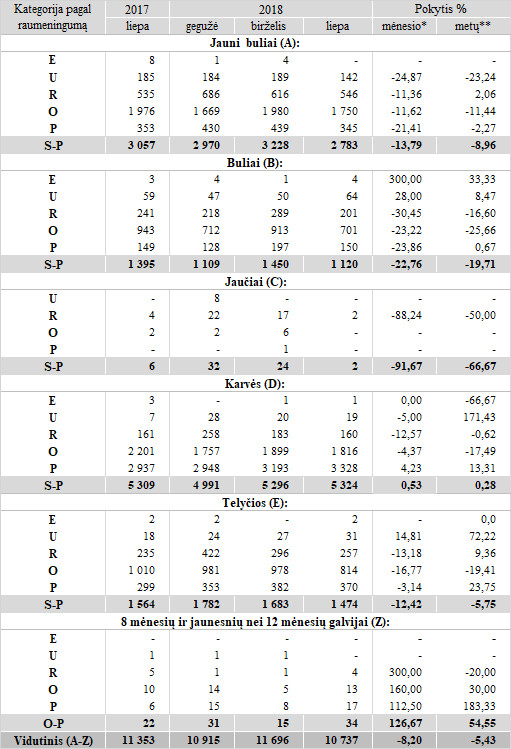 Kategorija pagal raumeningumą 2017 2018 Pokytis %
liepa gegužė birželis liepa mėnesio* metų**
Jauni buliai (A):
E 8 1 4 - - -
U 185 184 189 142 -24,87 -23,24
R 535 686 616 546 -11,36 2,06
O 1 976 1 669 1 980 1 750 -11,62 -11,44
P 353 430 439 345 -21,41 -2,27
S-P 3 057 2 970 3 228 2 783 -13,79 -8,96
Buliai (B):
E 3 4 1 4 300,00 33,33
U 59 47 50 64 28,00 8,47
R 241 218 289 201 -30,45 -16,60
O 943 712 913 701 -23,22 -25,66
P 149 128 197 150 -23,86 0,67
S-P 1 395 1 109 1 450 1 120 -22,76 -19,71
Jaučiai (C):
U - 8 - - - -
R 4 22 17 2 -88,24 -50,00
O 2 2 6 - - -
P - - 1 - - -
S-P 6 32 24 2 -91,67 -66,67
Karvės (D):
E 3 - 1 1 0,00 -66,67
U 7 28 20 19 -5,00 171,43
R 161 258 183 160 -12,57 -0,62
O 2 201 1 757 1 899 1 816 -4,37 -17,49
P 2 937 2 948 3 193 3 328 4,23 13,31
S-P 5 309 4 991 5 296 5 324 0,53 0,28
Telyčios (E):
E 2 2 - 2 - 0,0
U 18 24 27 31 14,81 72,22
R 235 422 296 257 -13,18 9,36
O 1 010 981 978 814 -16,77 -19,41
P 299 353 382 370 -3,14 23,75
S-P 1 564 1 782 1 683 1 474 -12,42 -5,75
8 mėnesių ir jaunesnių nei 12 mėnesių galvijai (Z):
E - - - - - -
U 1 1 1 - - -
R 5 1 1 4 300,00 -20,00
O 10 14 5 13 160,00 30,00
P 6 15 8 17 112,50 183,33
O-P 22 31 15 34 126,67 54,55
Vidutinis (A-Z) 11 353 10 915 11 696 10 737 -8,20 -5,43